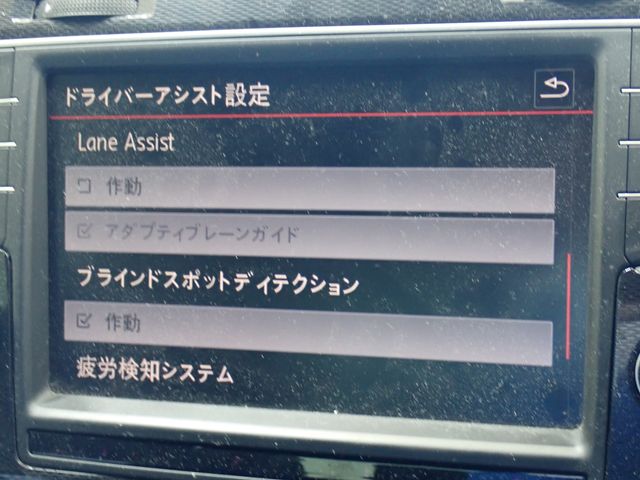 ドライバーアシスト設定
Lane Assist
作動
アダプティブレーンガイド
ブラインドスポットディテクション
作動
疲労検知システム